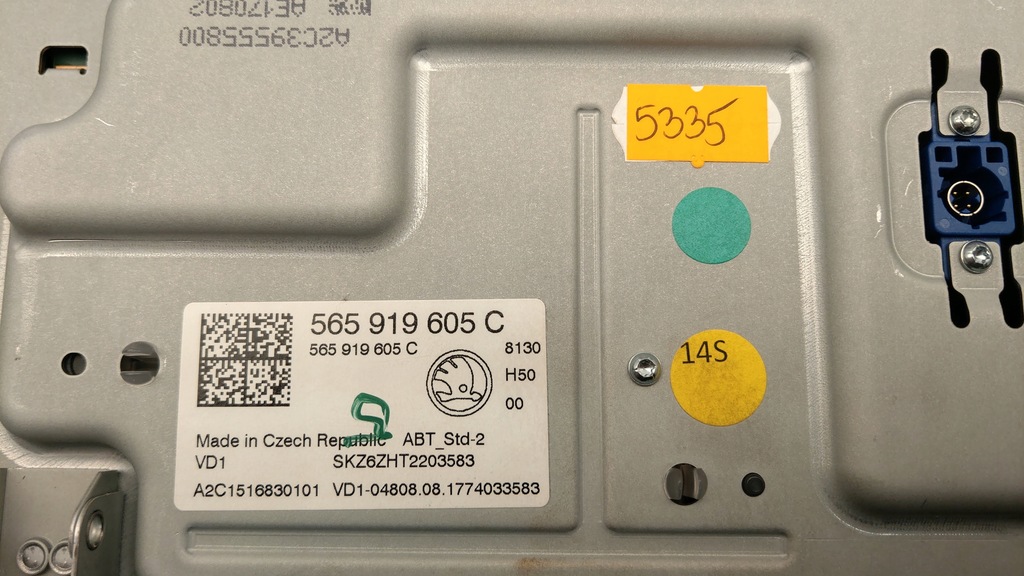 AE170802
A2C39555800
5335
14S
565 919 605 C
565 919 605 C
8130
H50
00
9
Made in Czech Republic ABT_Std-2
VD1 SKZ6ZHT2203583
A2C1516830101 VD1-04808.08.1774033583